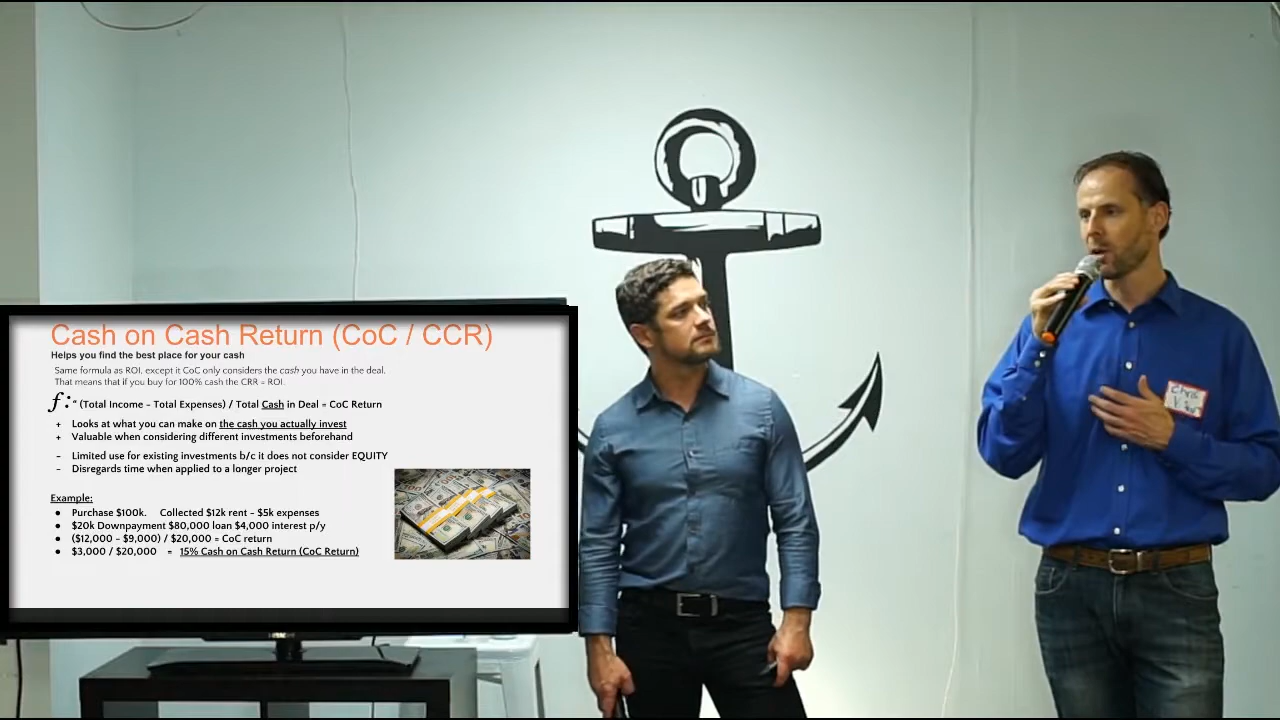 Cash on Cash Return (CoC / CCR)
Helps you find the best place for your cash
Same formula as ROI, except it CoC only considers the cash you have in the deal.
That means that if you buy for 100% cash the CRR = ROI.
f: “ (Total Income – Total Expenses) / Total Cash in Deal = CoC Return
+ Looks at what you can make on the cash you actually invest
+ Valuable when considering different investments beforehand
– Limited use for existing investments b/c it does not consider EQUITY
– Disregards time when applied to a longer project
Example:
● Purchase $100k. Collected $12k rent – $5k expenses
● $20k Downpayment $80,000 loan $4,000 interest p/y
● ($12,000 – $9,000) / $20,000 = CoC return
● $3,000 / $20,000 = 15% Cash on Cash Return (CoC Return)
Chris